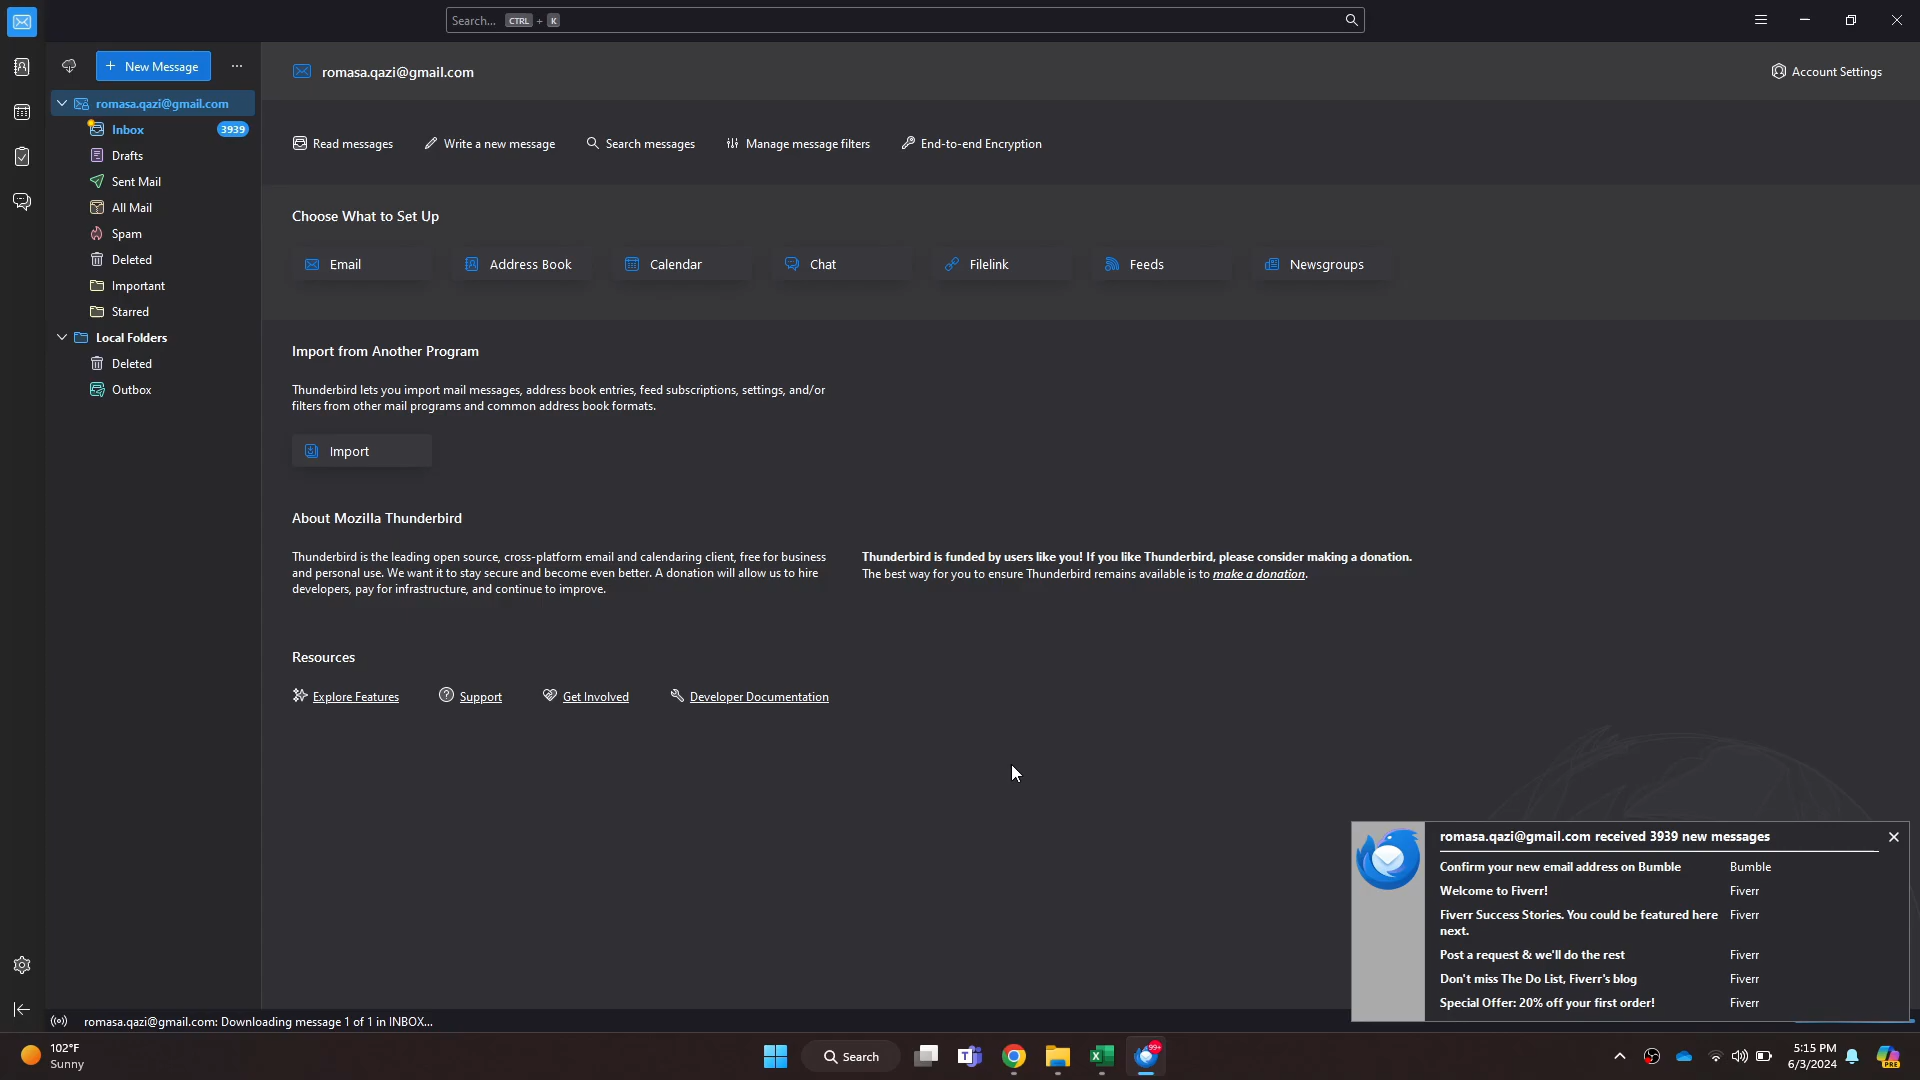 Search... CTRL + K
New Message
romasa.qazi@gmail.com
Inbox 3939
Drafts
Sent Mail
All Mail
Spam
Deleted
Important
Starred
Local Folders
Deleted
Outbox
romasa.qazi@gmail.com
Account Settings
Read messages
Write a new message
Search messages
Manage message filters
End-to-end Encryption
Choose What to Set Up
Email
Address Book
Calendar
Chat
Filelink
Feeds
Newsgroups
Import from Another Program
Thunderbird lets you import mail messages, address book entries, feed subscriptions, settings, and/or
filters from other mail programs and common address book formats.
Import
About Mozilla Thunderbird
Thunderbird is the leading open source, cross-platform email and calendaring client, free for business
and personal use. We want it to stay secure and become even better. A donation will allow us to hire
developers, pay for infrastructure, and continue to improve.
Thunderbird is funded by users like you! If you like Thunderbird, please consider making a donation.
The best way for you to ensure Thunderbird remains available is to make a donation.
Resources
Explore Features
Support
Get Involved
Developer Documentation
romasa.qazi@gmail.com received 3939 new messages
Confirm your new email address on Bumble Bumble
Welcome to Fiverr! Fiverr
Fiverr Success Stories. You could be featured here Fiverr
next.
Post a request & we'll do the rest Fiverr
Don't miss The Do List, Fiverr's blog Fiverr
Special Offer: 20% off your first order! Fiverr
romasa.qazi@gmail.com: Downloading message 1 of 1 in INBOX...
102°F
Sunny
Search
99+
5:15 PM
6/3/2024
PRE